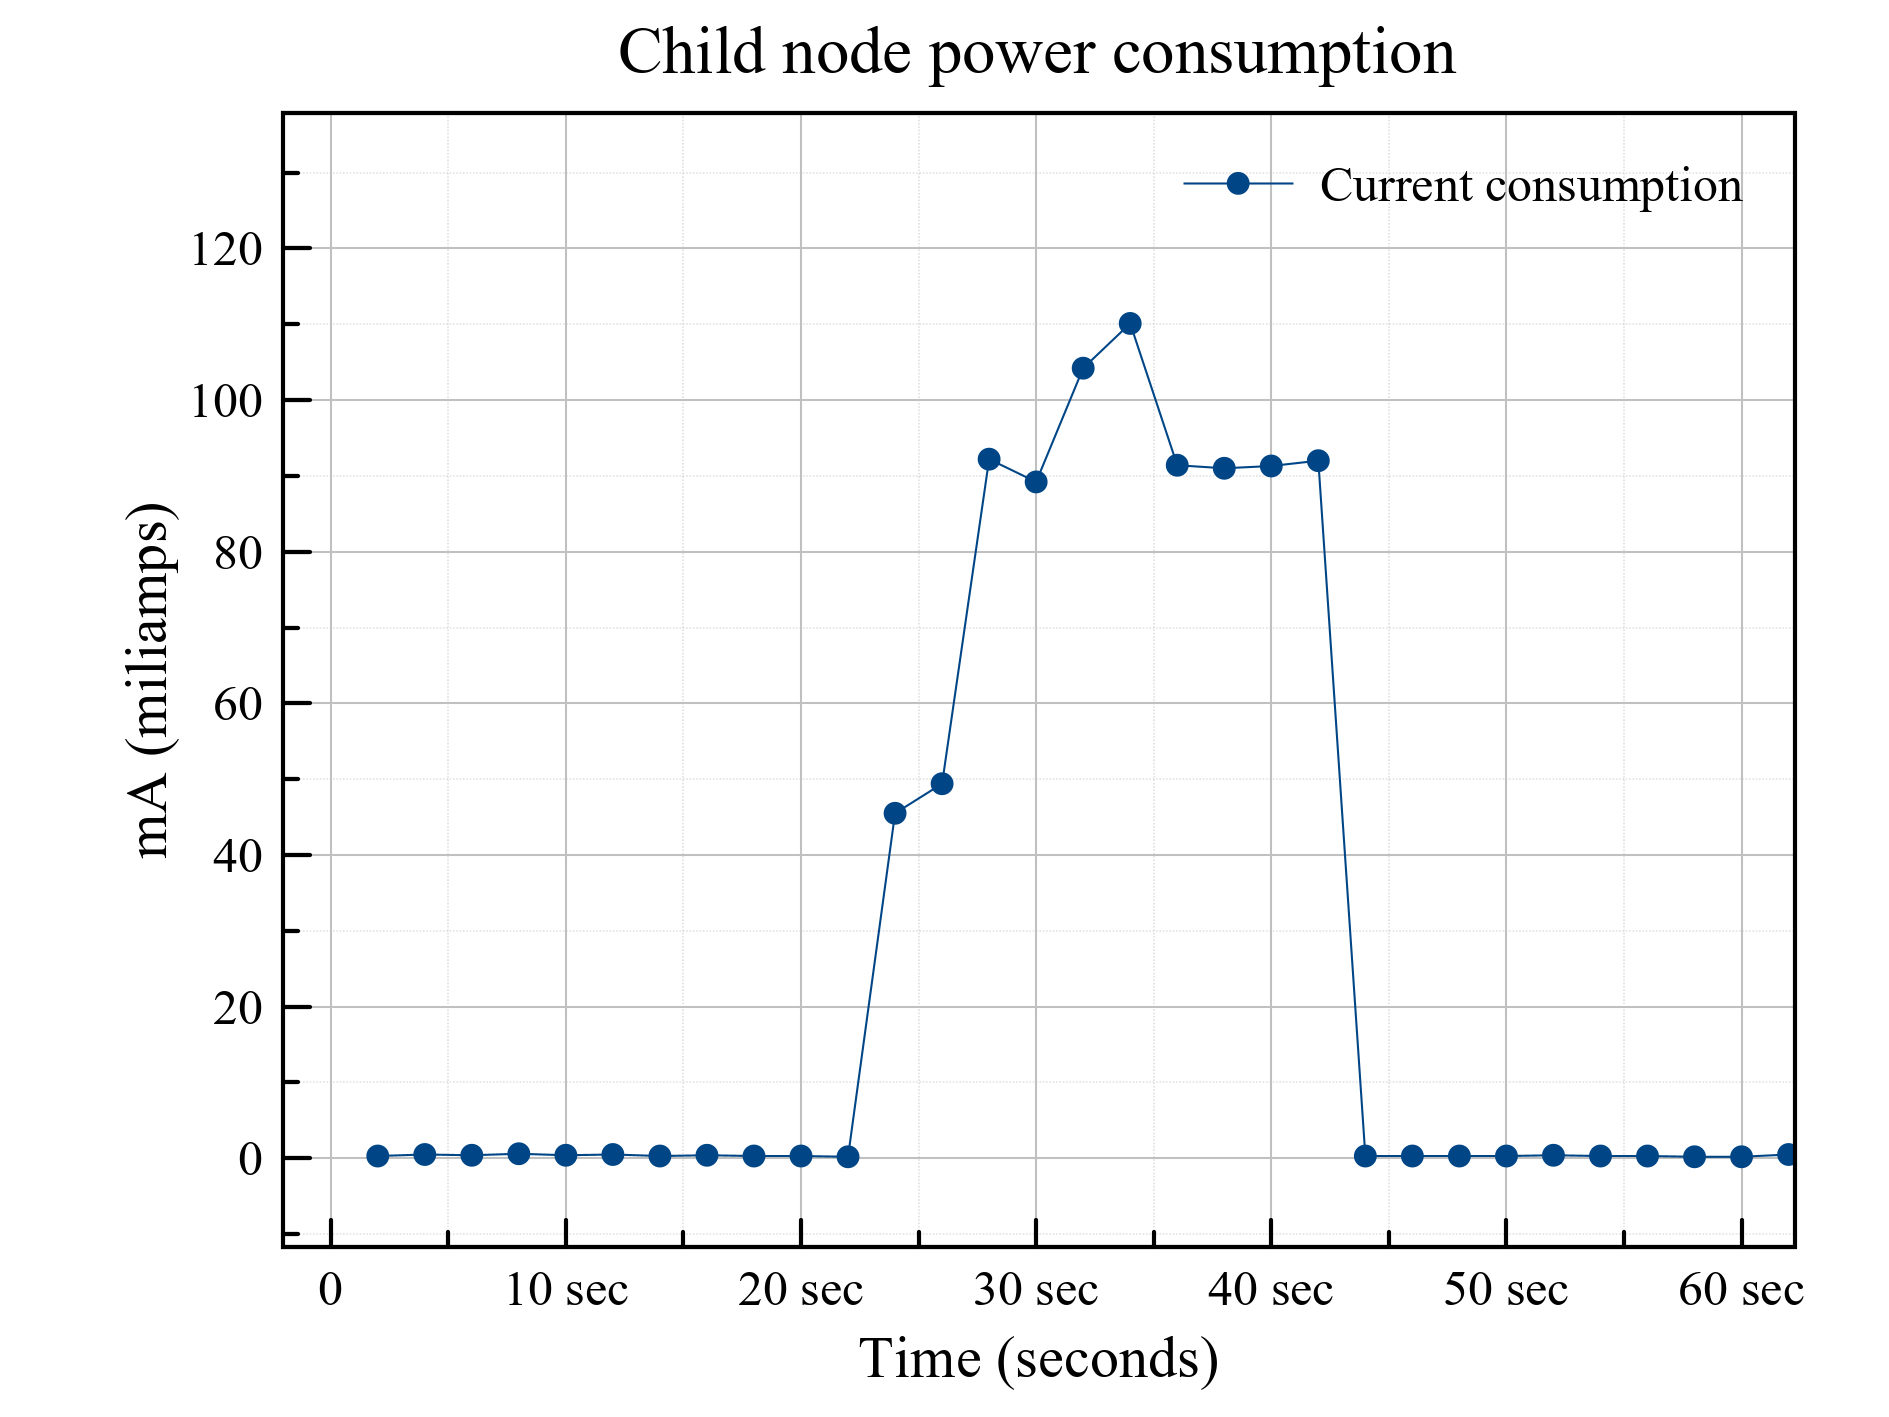 Child node power consumption
Current consumption
120
100
80
60
40
20
0
mA (miliamps)
0 10 sec 20 sec 30 sec 40 sec 50 sec 60 sec
Time (seconds)